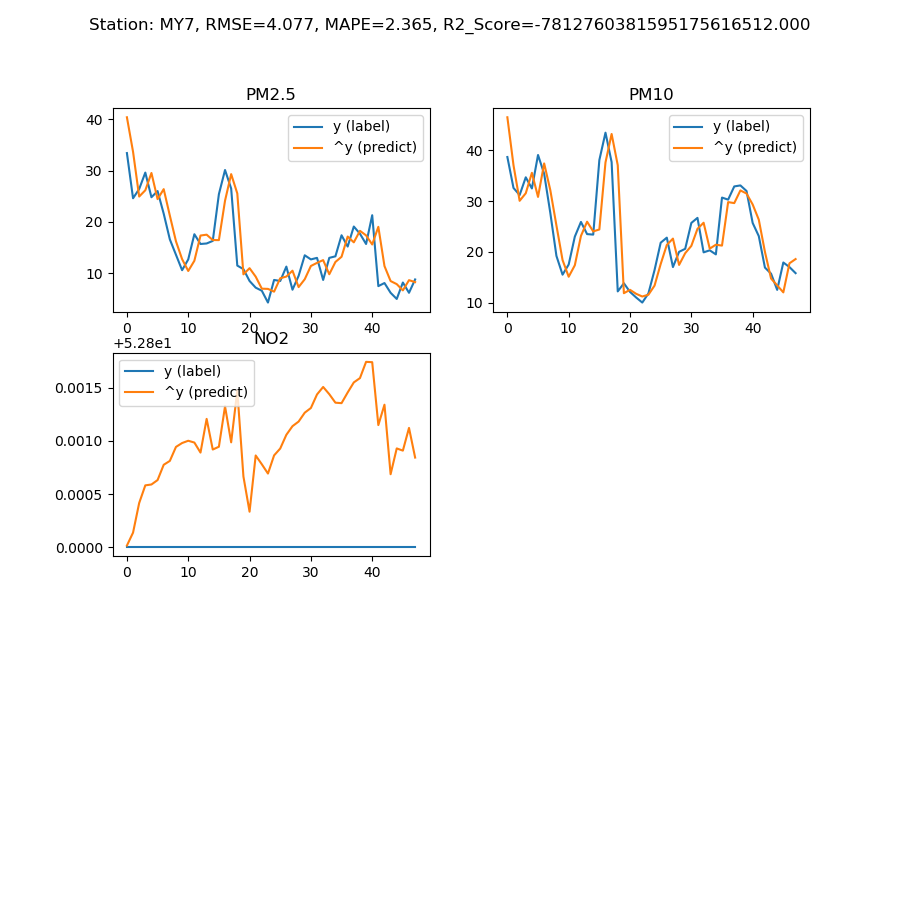 Station: MY7, RMSE=4.077, MAPE=2.365, R2_Score=-7812760381595175616512.000
PM2.5
40
30
20
10
0 10 20 30 40
y (label)
^y (predict)
PM10
40
30
20
10
0 10 20 30 40
y (label)
^y (predict)
NO2
+5.28e1
0.0015
0.0010
0.0005
0.0000
0 10 20 30 40
y (label)
^y (predict)